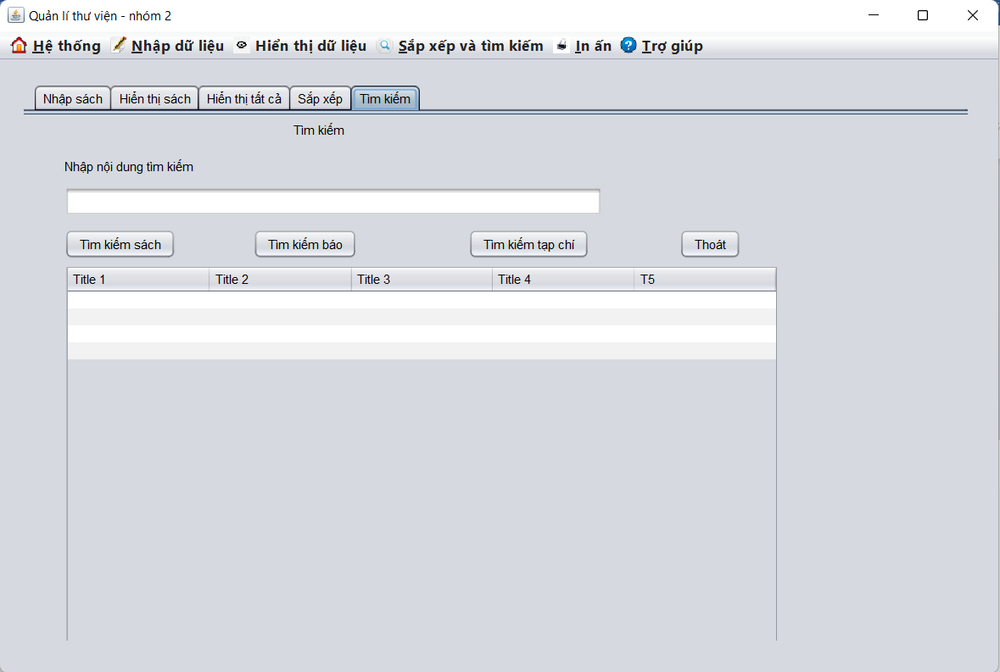 Quản lí thư viện - nhóm 2
Hệ thống Nhập dữ liệu Hiển thị dữ liệu Sắp xếp và tìm kiếm In ấn ? Trợ giúp
Nhập sách Hiển thị sách Hiển thị tất cả Sắp xếp Tìm kiếm
Tìm kiếm
Nhập nội dung tìm kiếm
Tìm kiếm sách Tìm kiếm báo Tìm kiếm tạp chí Thoát
Title 1 Title 2 Title 3 Title 4 T5